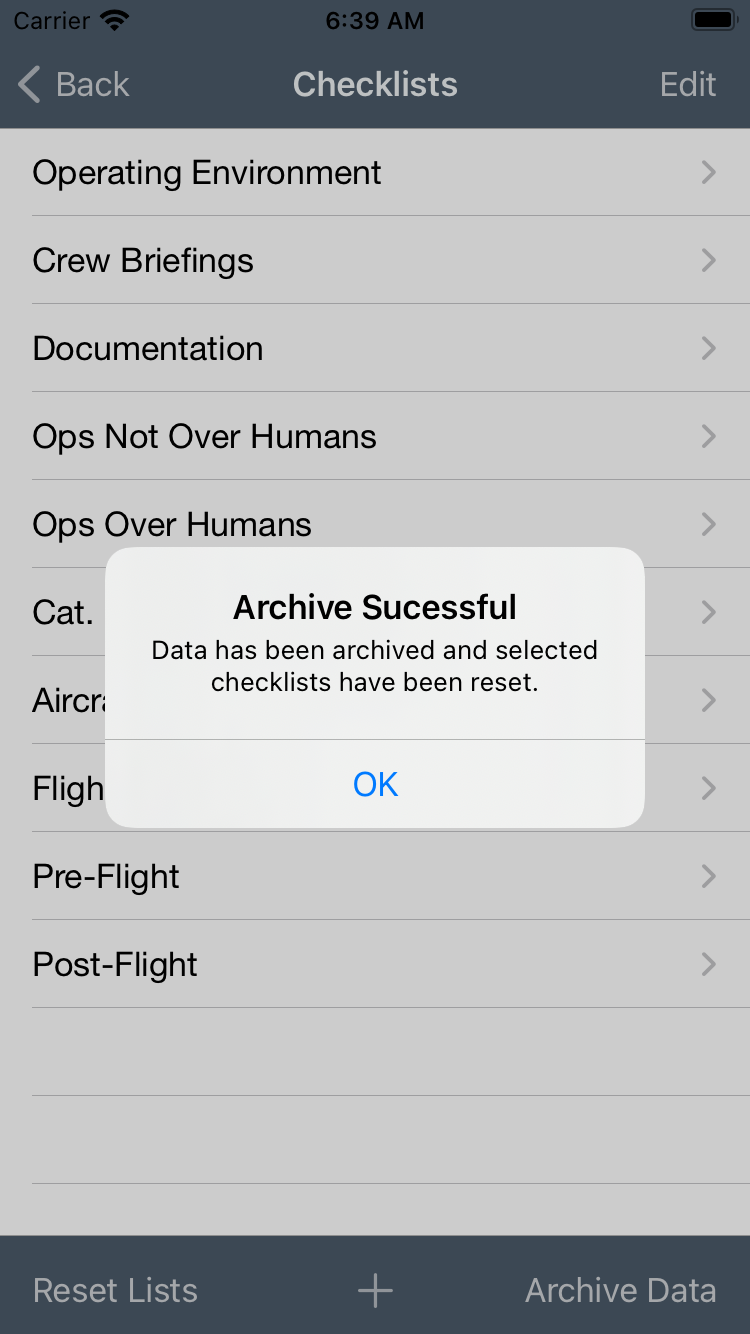 Carrier 6:39 AM
Back Checklists Edit
Operating Environment
Crew Briefings
Documentation
Ops Not Over Humans
Ops Over Humans
Cat.
Archive Sucessful
Data has been archived and selected
checklists have been reset.
OK
Pre-Flight
Post-Flight
Reset Lists + Archive Data